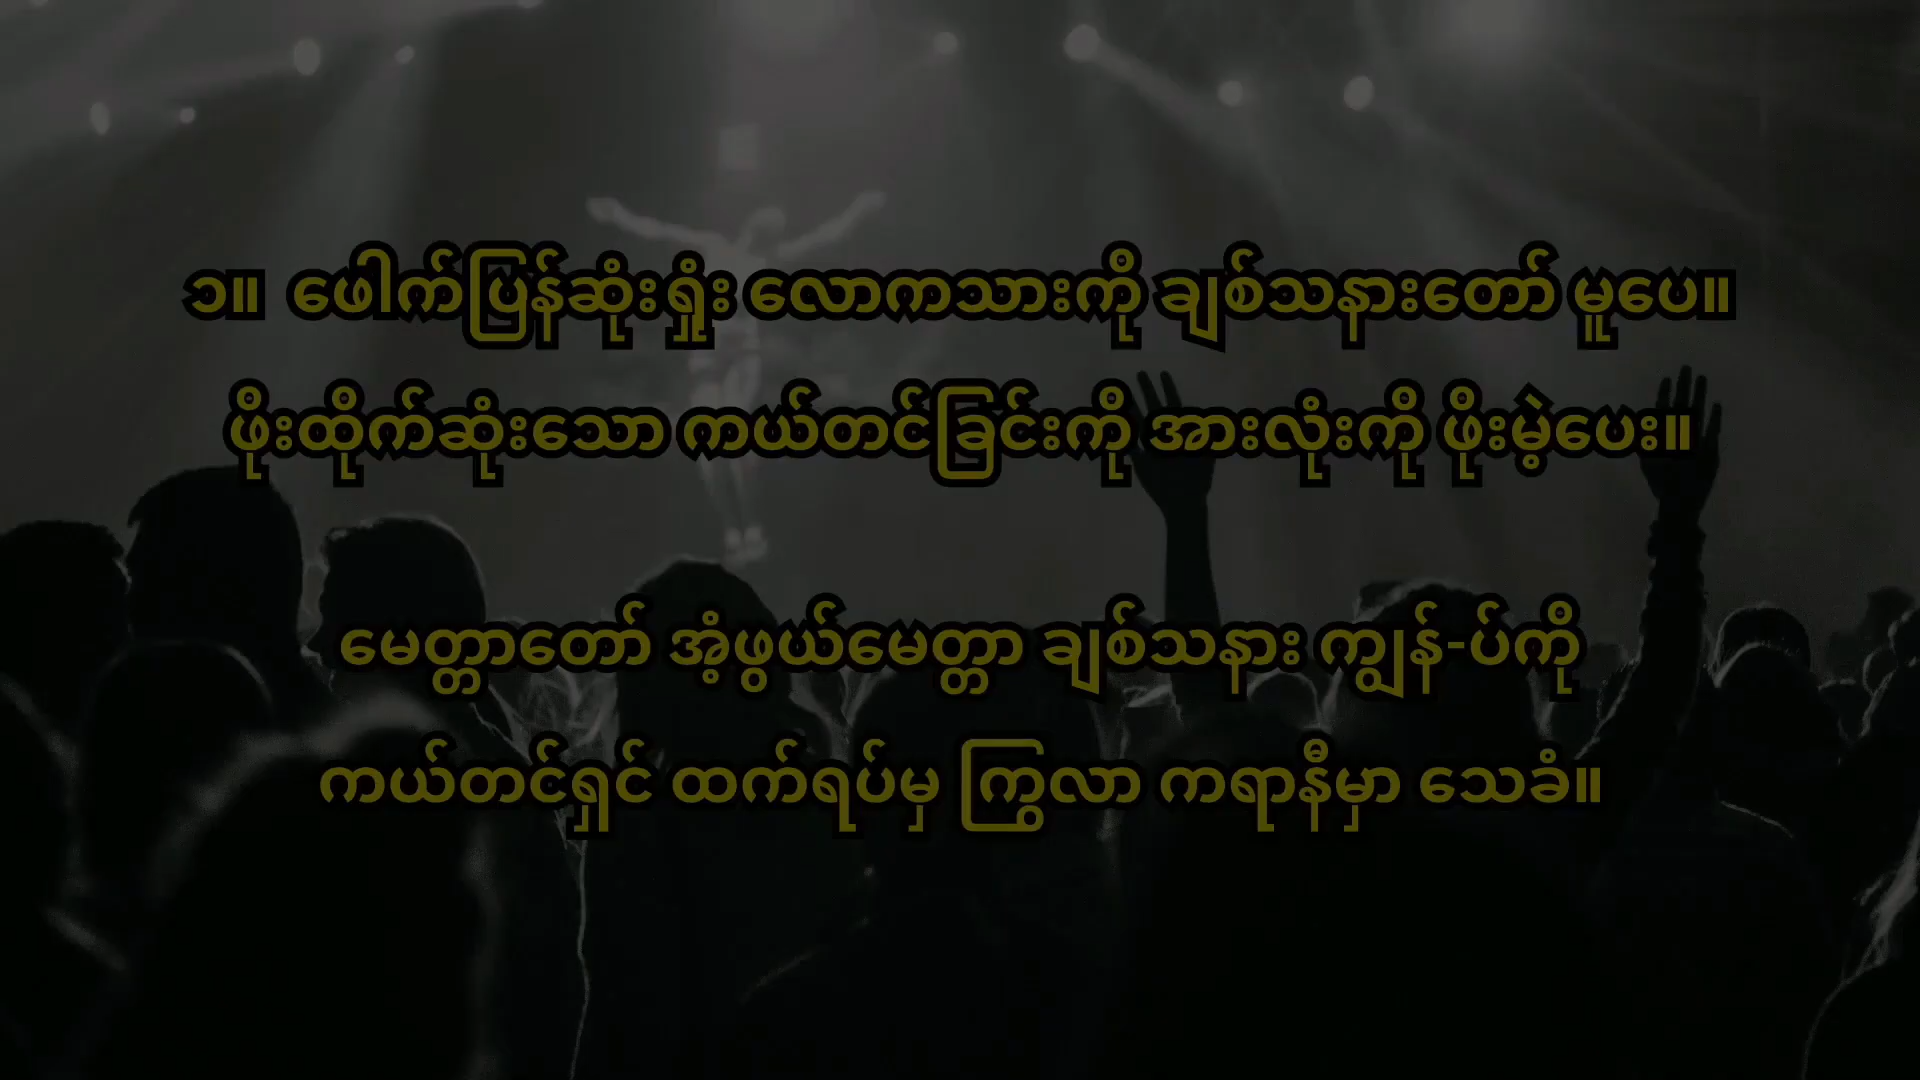 ၁။ ဖေါက်ပြန်ဆုံးရှုံး လောကသားကို ချစ်သနားတော် မူပေ။
ဖိုးထိုက်ဆုံးသော ကယ်တင်ခြင်းကို အားလုံးကို ဖိုးမဲ့ပေး။
မေတ္တာတော် အံ့ဖွယ်မေတ္တာ ချစ်သနား ကျွန်-ပ်ကို
ကယ်တင်ရှင် ထက်ရပ်မှ ကြွလာ ကရာနီမှာ သေခံ။